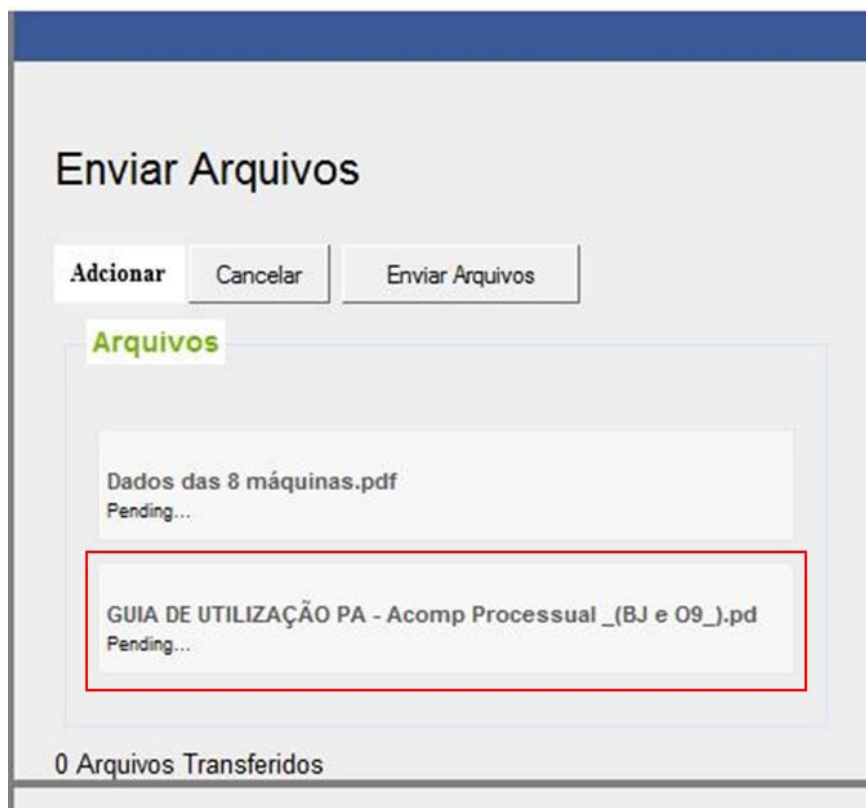 Enviar Arquivos
Adcionar Cancelar Enviar Arquivos
Arquivos
Dados das 8 máquinas.pdf
Pending...
GUIA DE UTILIZAÇÃO PA - Acomp Processual _(BJ e O9_).pd
Pending...
0 Arquivos Transferidos